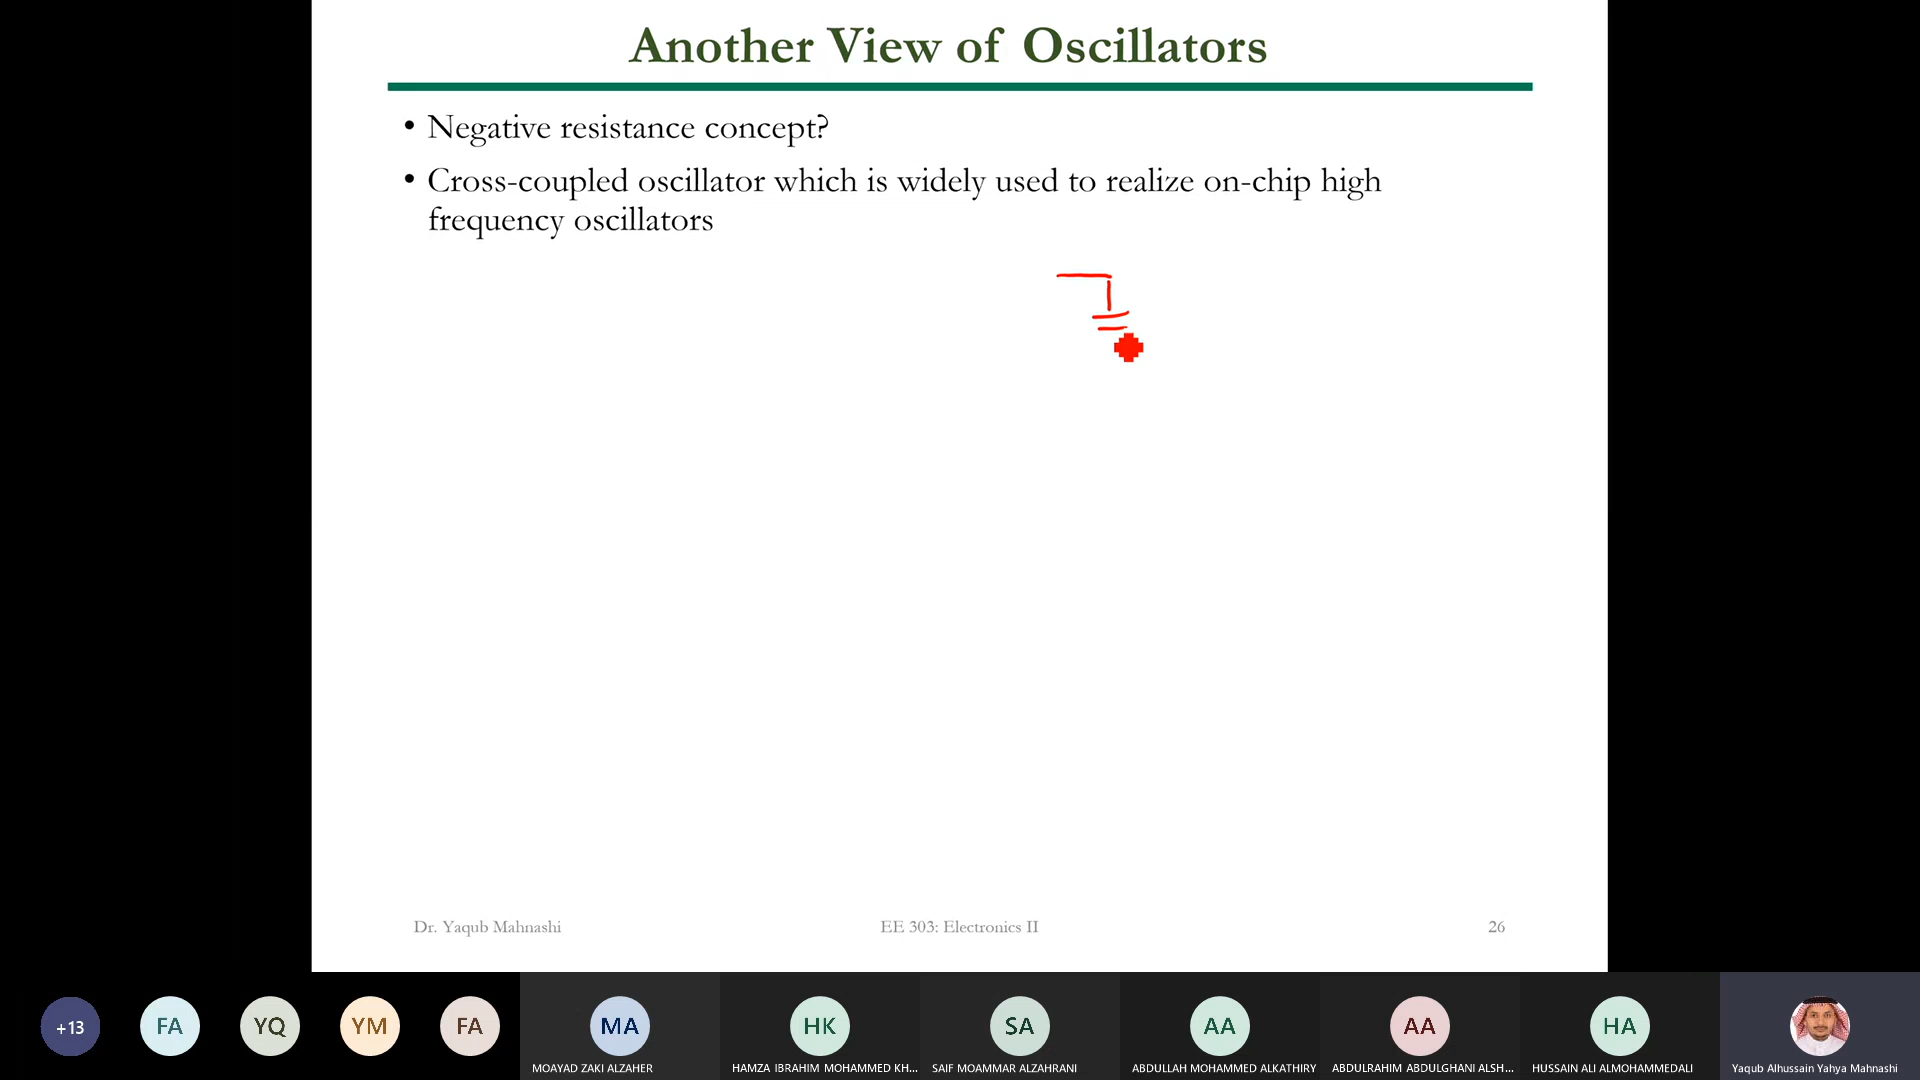 Another View of Oscillators
• Negative resistance concept?
• Cross-coupled oscillator which is widely used to realize on-chip high
frequency oscillators
Dr. Yaqub Mahnashi
EE 303: Electronics II
26
+13
FA
YQ
YM
FA
MA
HK
SA
AA
AA
HA
MOAYAD ZAKI ALZAHER
HAMZA IBRAHIM MOHAMMED KH...
SAIF MOAMMAR ALZAHRANI
ABDULLAH MOHAMMED ALKATHIRY
ABDULRAHIM ABDULGHANI ALSH...
HUSSAIN ALI ALMOHAMMEDALI
Yaqub Alhussain Yahya Mahnashi